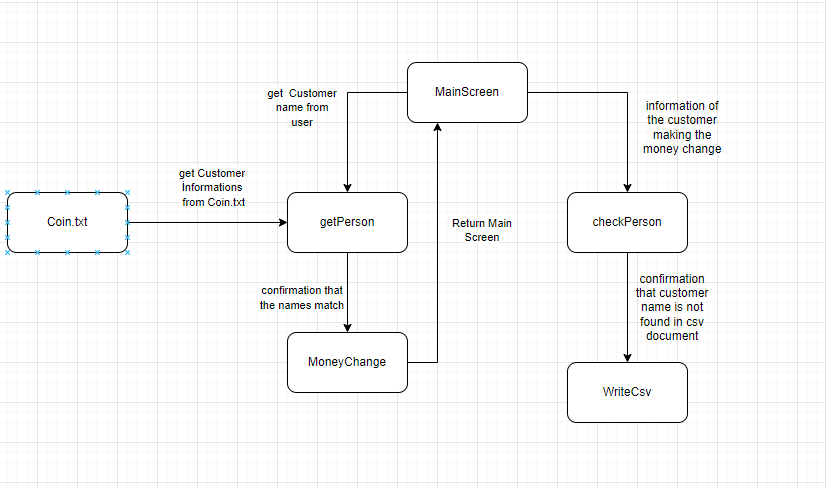 MainScreen
get Customer
name from
user
information of
the customer
making the
money change
get Customer
Informations
from Coin.txt
Coin.txt
getPerson
Return Main
Screen
checkPerson
confirmation that
the names match
confirmation
that customer
name is not
found in csv
document
MoneyChange
WriteCsv